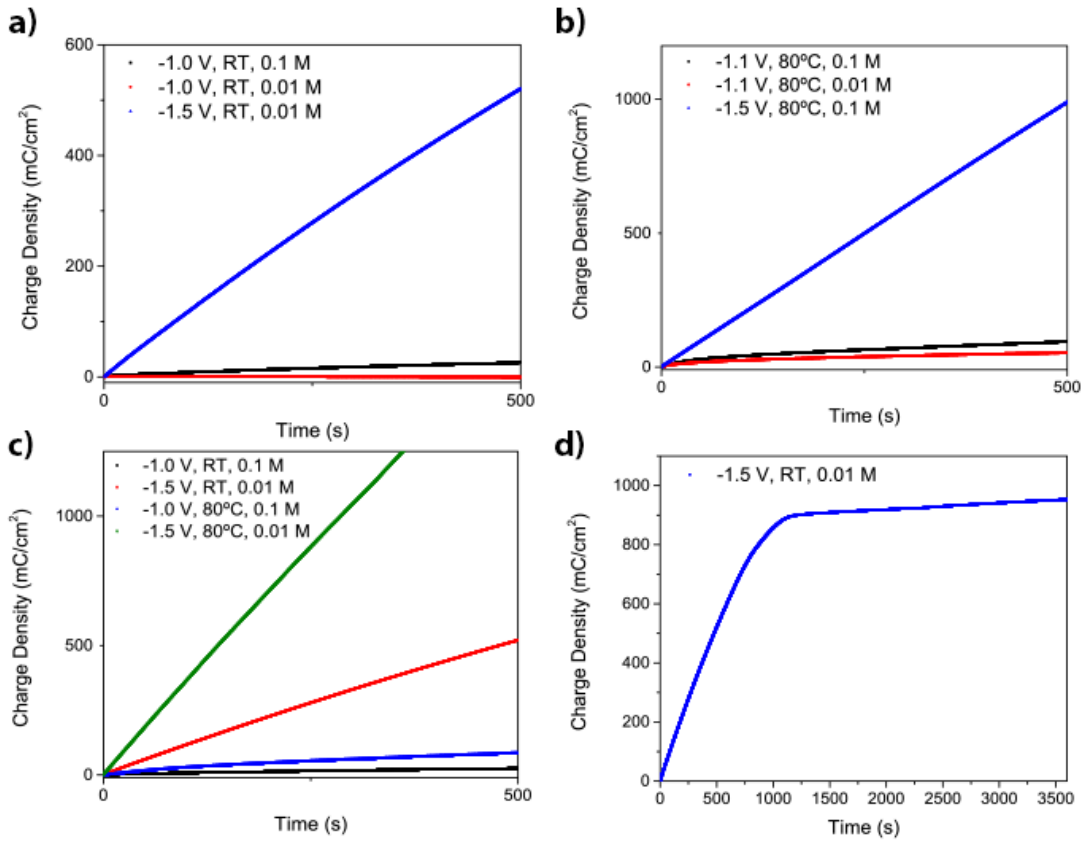 a)
600
400
200
0
Charge Density (mC/cm²)
-1.0 V, RT, 0.1 M
-1.0 V, RT, 0.01 M
-1.5 V, RT, 0.01 M
0
500
Time (s)
b)
1000
500
0
Charge Density (mC/cm²)
-1.1 V, 80ºC, 0.1 M
-1.1 V, 80ºC, 0.01 M
-1.5 V, 80ºC, 0.1 M
0
500
Time (s)
c)
1000
500
0
Charge Density (mC/cm²)
-1.0 V, RT, 0.1 M
-1.5 V, RT, 0.01 M
-1.0 V, 80ºC, 0.1 M
-1.5 V, 80ºC, 0.01 M
0
500
Time (s)
d)
1000
800
600
400
200
0
Charge Density (mC/cm²)
-1.5 V, RT, 0.01 M
0 500 1000 1500 2000 2500 3000 3500
Time (s)